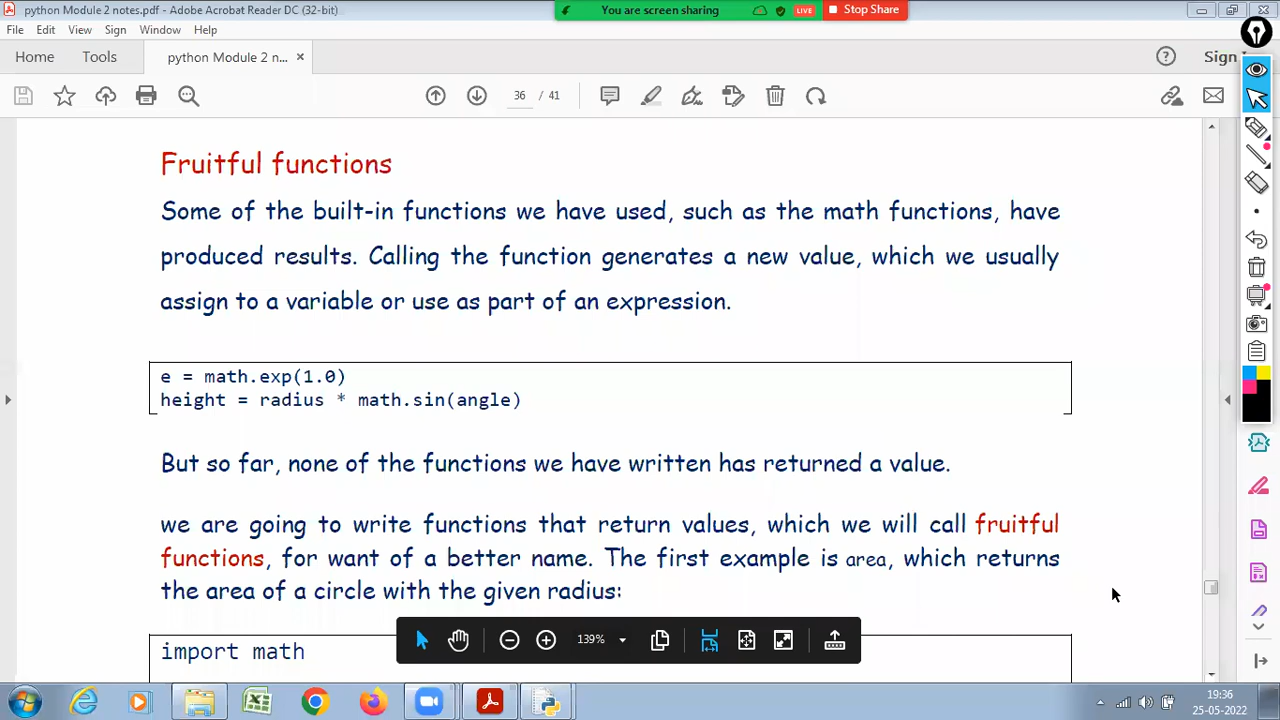 python Module 2 notes.pdf - Adobe Acrobat Reader DC (32-bit)
You are screen sharing
LIVE
Stop Share
File Edit View Sign Window Help
Home Tools python Module 2 n... ×
Sign
36 / 41
Fruitful functions
Some of the built-in functions we have used, such as the math functions, have
produced results. Calling the function generates a new value, which we usually
assign to a variable or use as part of an expression.
e = math.exp(1.0)
height = radius * math.sin(angle)
But so far, none of the functions we have written has returned a value.
we are going to write functions that return values, which we will call fruitful
functions, for want of a better name. The first example is area, which returns
the area of a circle with the given radius:
import math
139%
19:36
25-05-2022